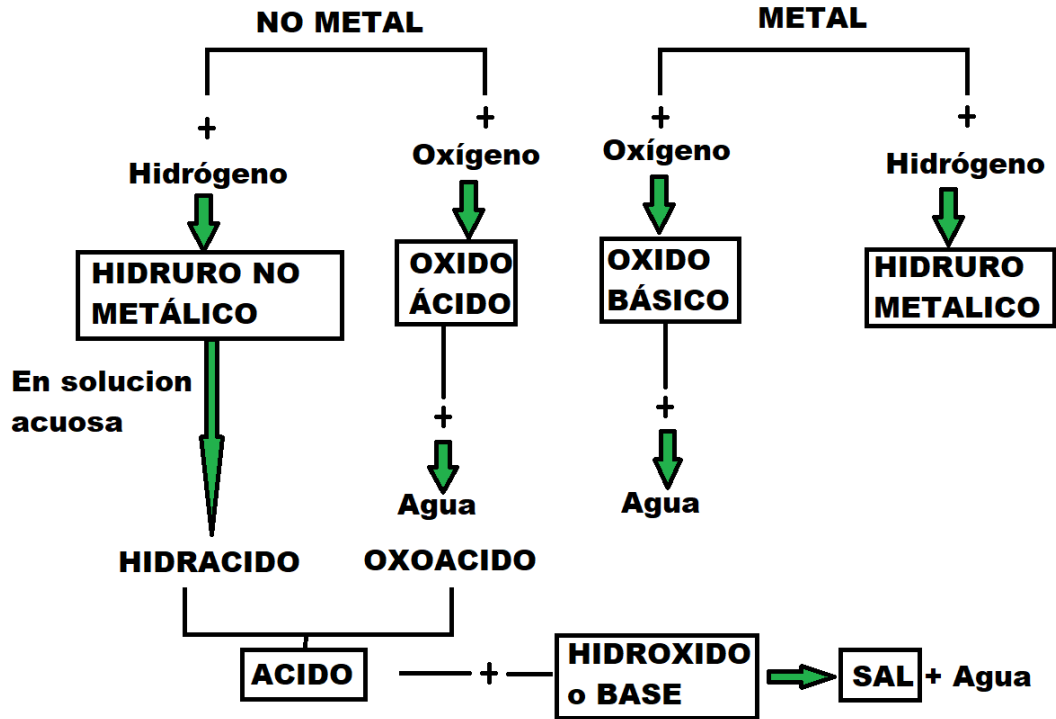 NO METAL
METAL
+
+
+
+
Hidrógeno
Oxígeno
Oxígeno
Hidrógeno
HIDRURO NO
METÁLICO
OXIDO
ÁCIDO
OXIDO
BÁSICO
HIDRURO
METALICO
En solucion
acuosa
+
+
Agua
Agua
HIDRACIDO
OXOACIDO
ACIDO
+
HIDROXIDO
o BASE
SAL + Agua